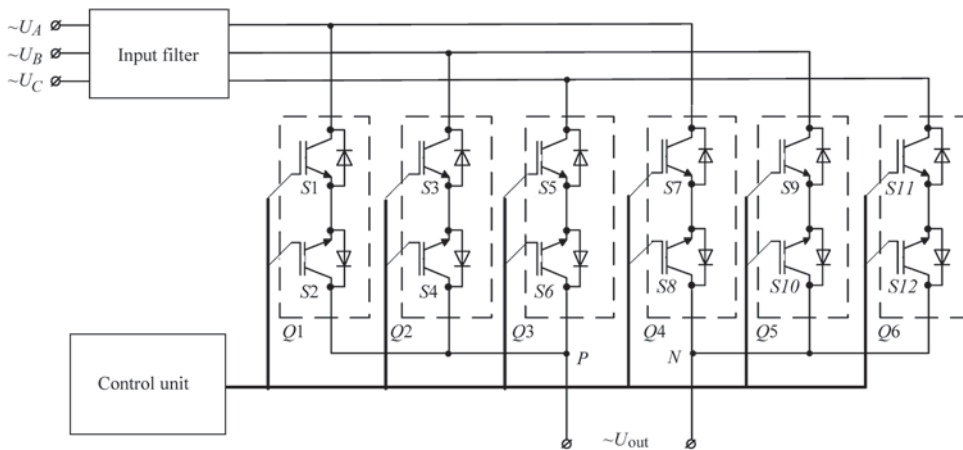 ~U_A
~U_B
~U_C
Input filter
S1
S3
S5
S7
S9
S11
S2
S4
S6
S8
S10
S12
Q1
Q2
Q3
Q4
Q5
Q6
P
N
Control unit
~U_out